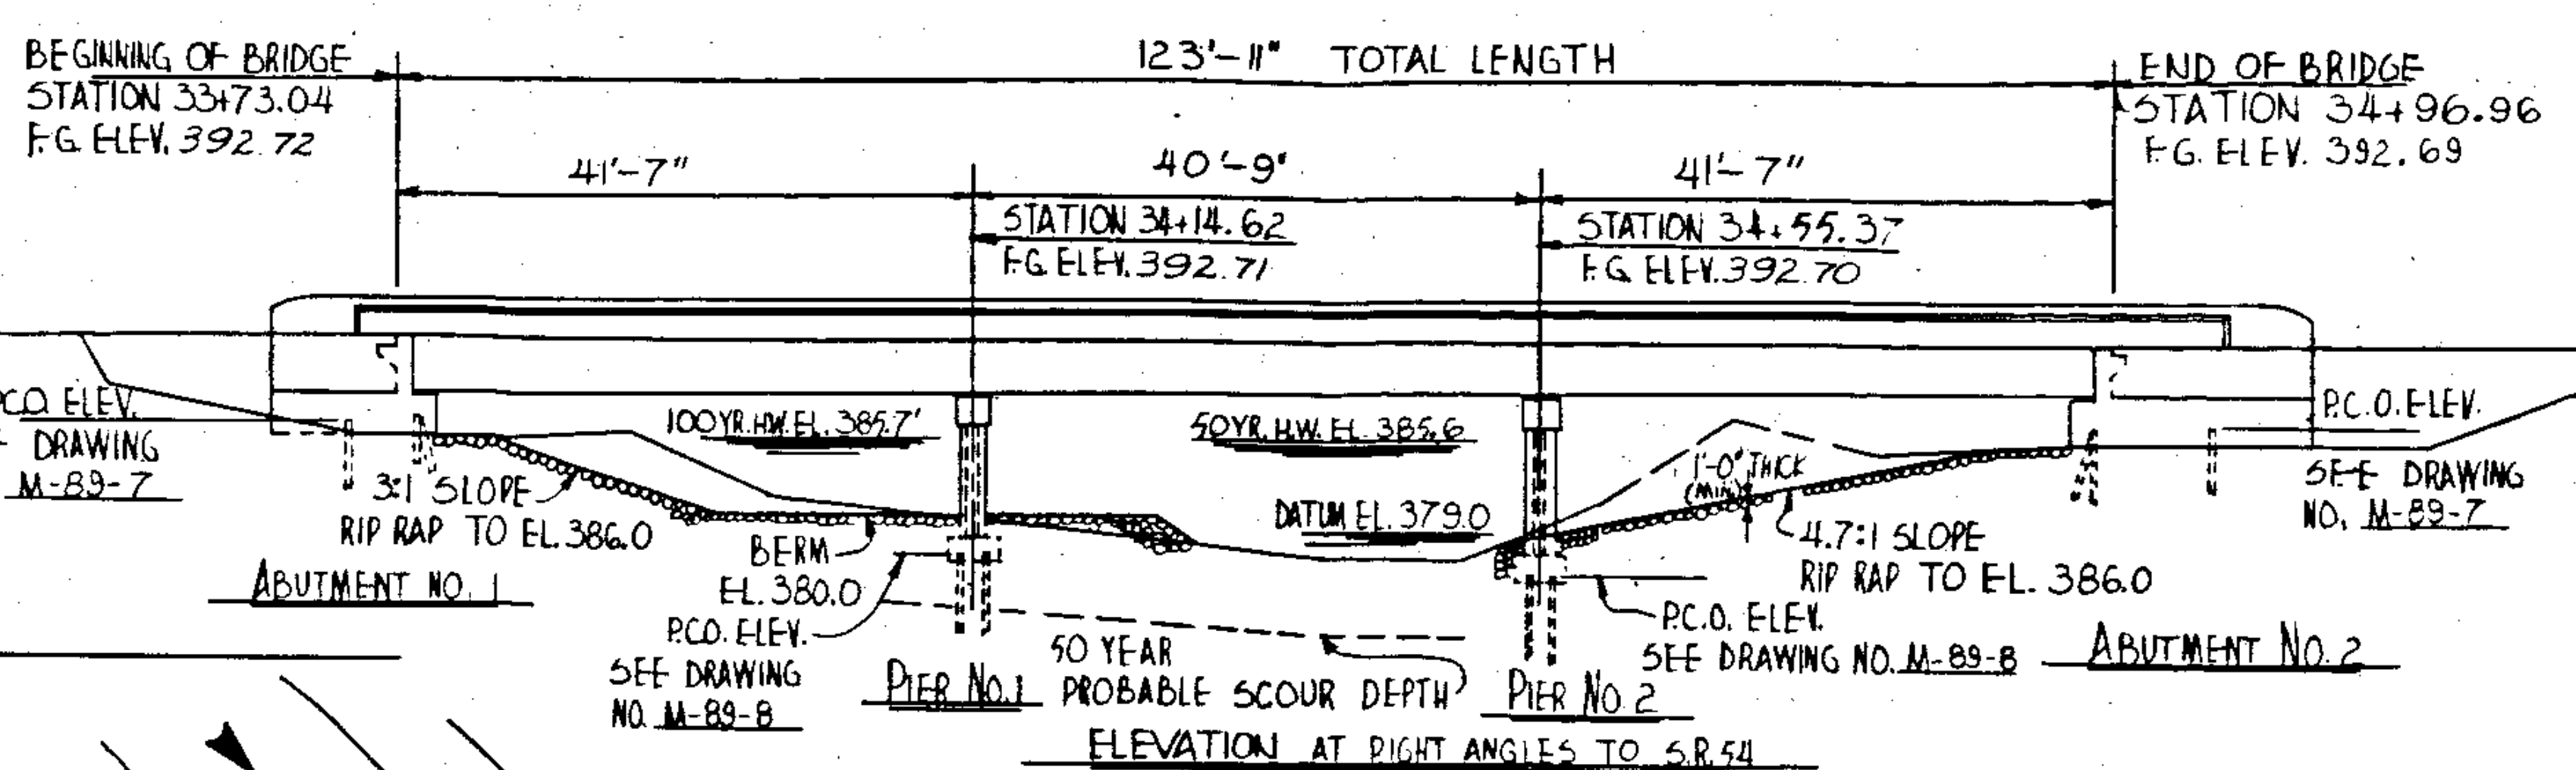 BEGINNING OF BRIDGE
STATION 33+73.04
F.G. ELEV. 392.72
123'-11" TOTAL LENGTH
END OF BRIDGE
STATION 34+96.96
F.G. ELEV. 392.69
41'-7"
40'-9"
41'-7"
STATION 34+14.62
F.G. ELEV. 392.71
STATION 34+55.37
F.G. ELEV. 392.70
P.C.O. ELEV.
DRAWING
M-89-7
100 YR. H.W. EL. 385.7'
50 YR. H.W. EL. 385.6
DATUM EL. 379.0
1'-0" THICK
(MIN.)
P.C.O. ELEV.
SEE DRAWING
NO. M-89-7
3:1 SLOPE
RIP RAP TO EL. 386.0
ABUTMENT NO. 1
BERM
EL. 380.0
P.C.O. ELEV.
SEE DRAWING
NO. M-89-8
PIER NO. 1
50 YEAR
PROBABLE SCOUR DEPTH
PIER NO. 2
4.7:1 SLOPE
RIP RAP TO EL. 386.0
P.C.O. ELEV.
SEE DRAWING NO. M-89-8
ABUTMENT NO. 2
ELEVATION AT RIGHT ANGLES TO S.R. 54